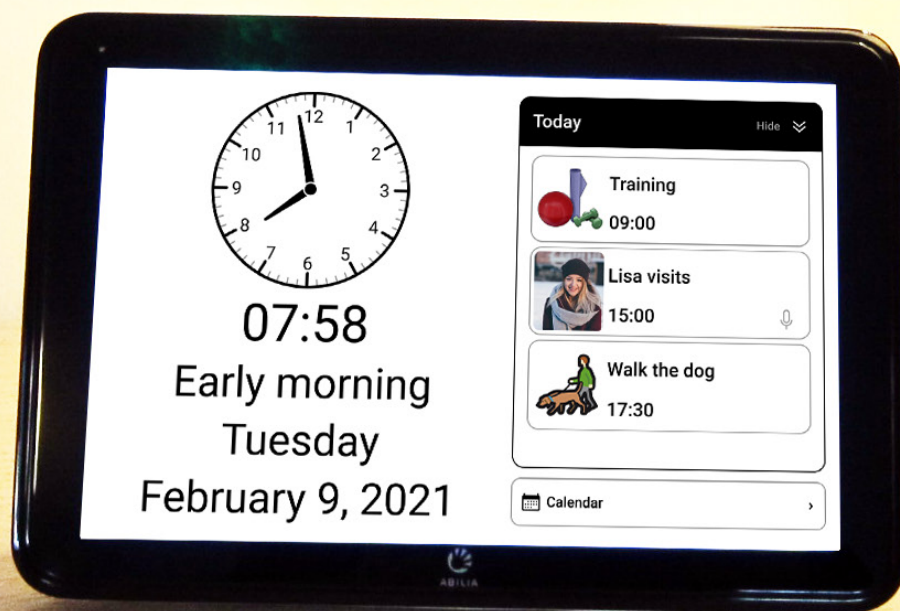 12
11
1
10
2
9
3
8
4
7
5
6
07:58
Early morning
Tuesday
February 9, 2021
Today
Hide
Training
09:00
Lisa visits
15:00
Walk the dog
17:30
Calendar
ABILIA